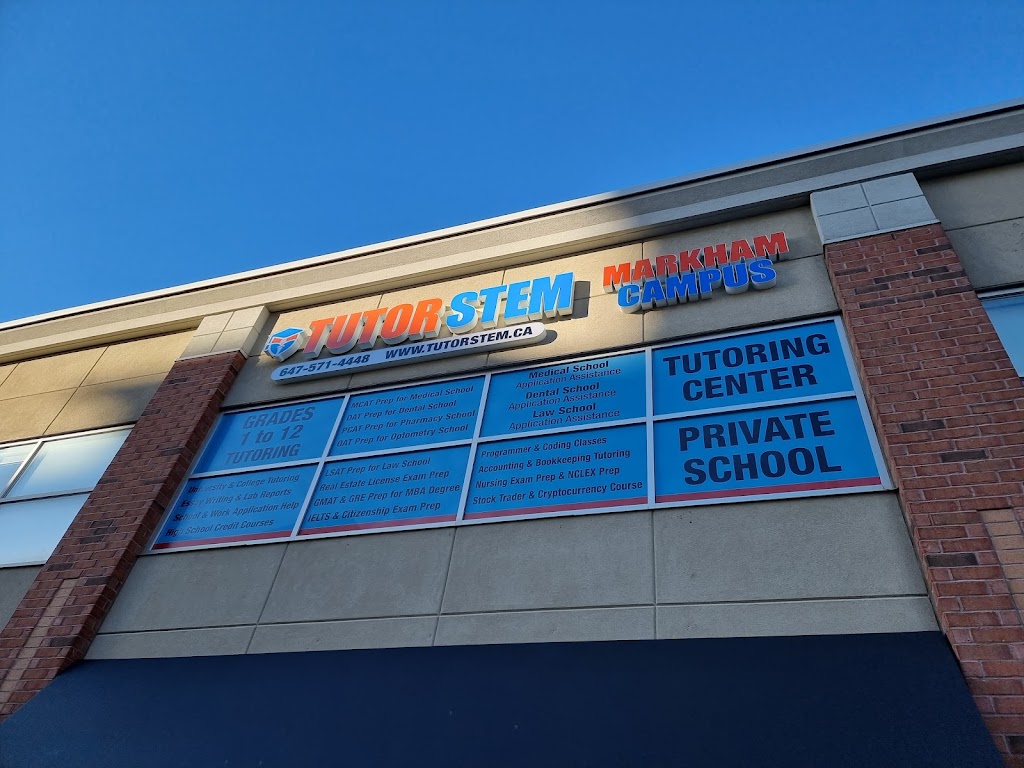 TUTOR STEM
647-571-4448 WWW.TUTORSTEM.CA
MARKHAM
CAMPUS
GRADES
1 to 12
TUTORING
MCAT Prep for Medical School
DAT Prep for Dental School
PCAT Prep for Pharmacy School
OAT Prep for Optometry School
Medical School
Application Assistance
Dental School
Application Assistance
Law School
Application Assistance
TUTORING
CENTER
University & College Tutoring
Essay Writing & Lab Reports
School & Work Application Help
High School Credit Courses
LSAT Prep for Law School
Real Estate License Exam Prep
GMAT & GRE Prep for MBA Degree
IELTS & Citizenship Exam Prep
Programmer & Coding Classes
Accounting & Bookkeeping Tutoring
Nursing Exam Prep & NCLEX Prep
Stock Trader & Cryptocurrency Course
PRIVATE
SCHOOL